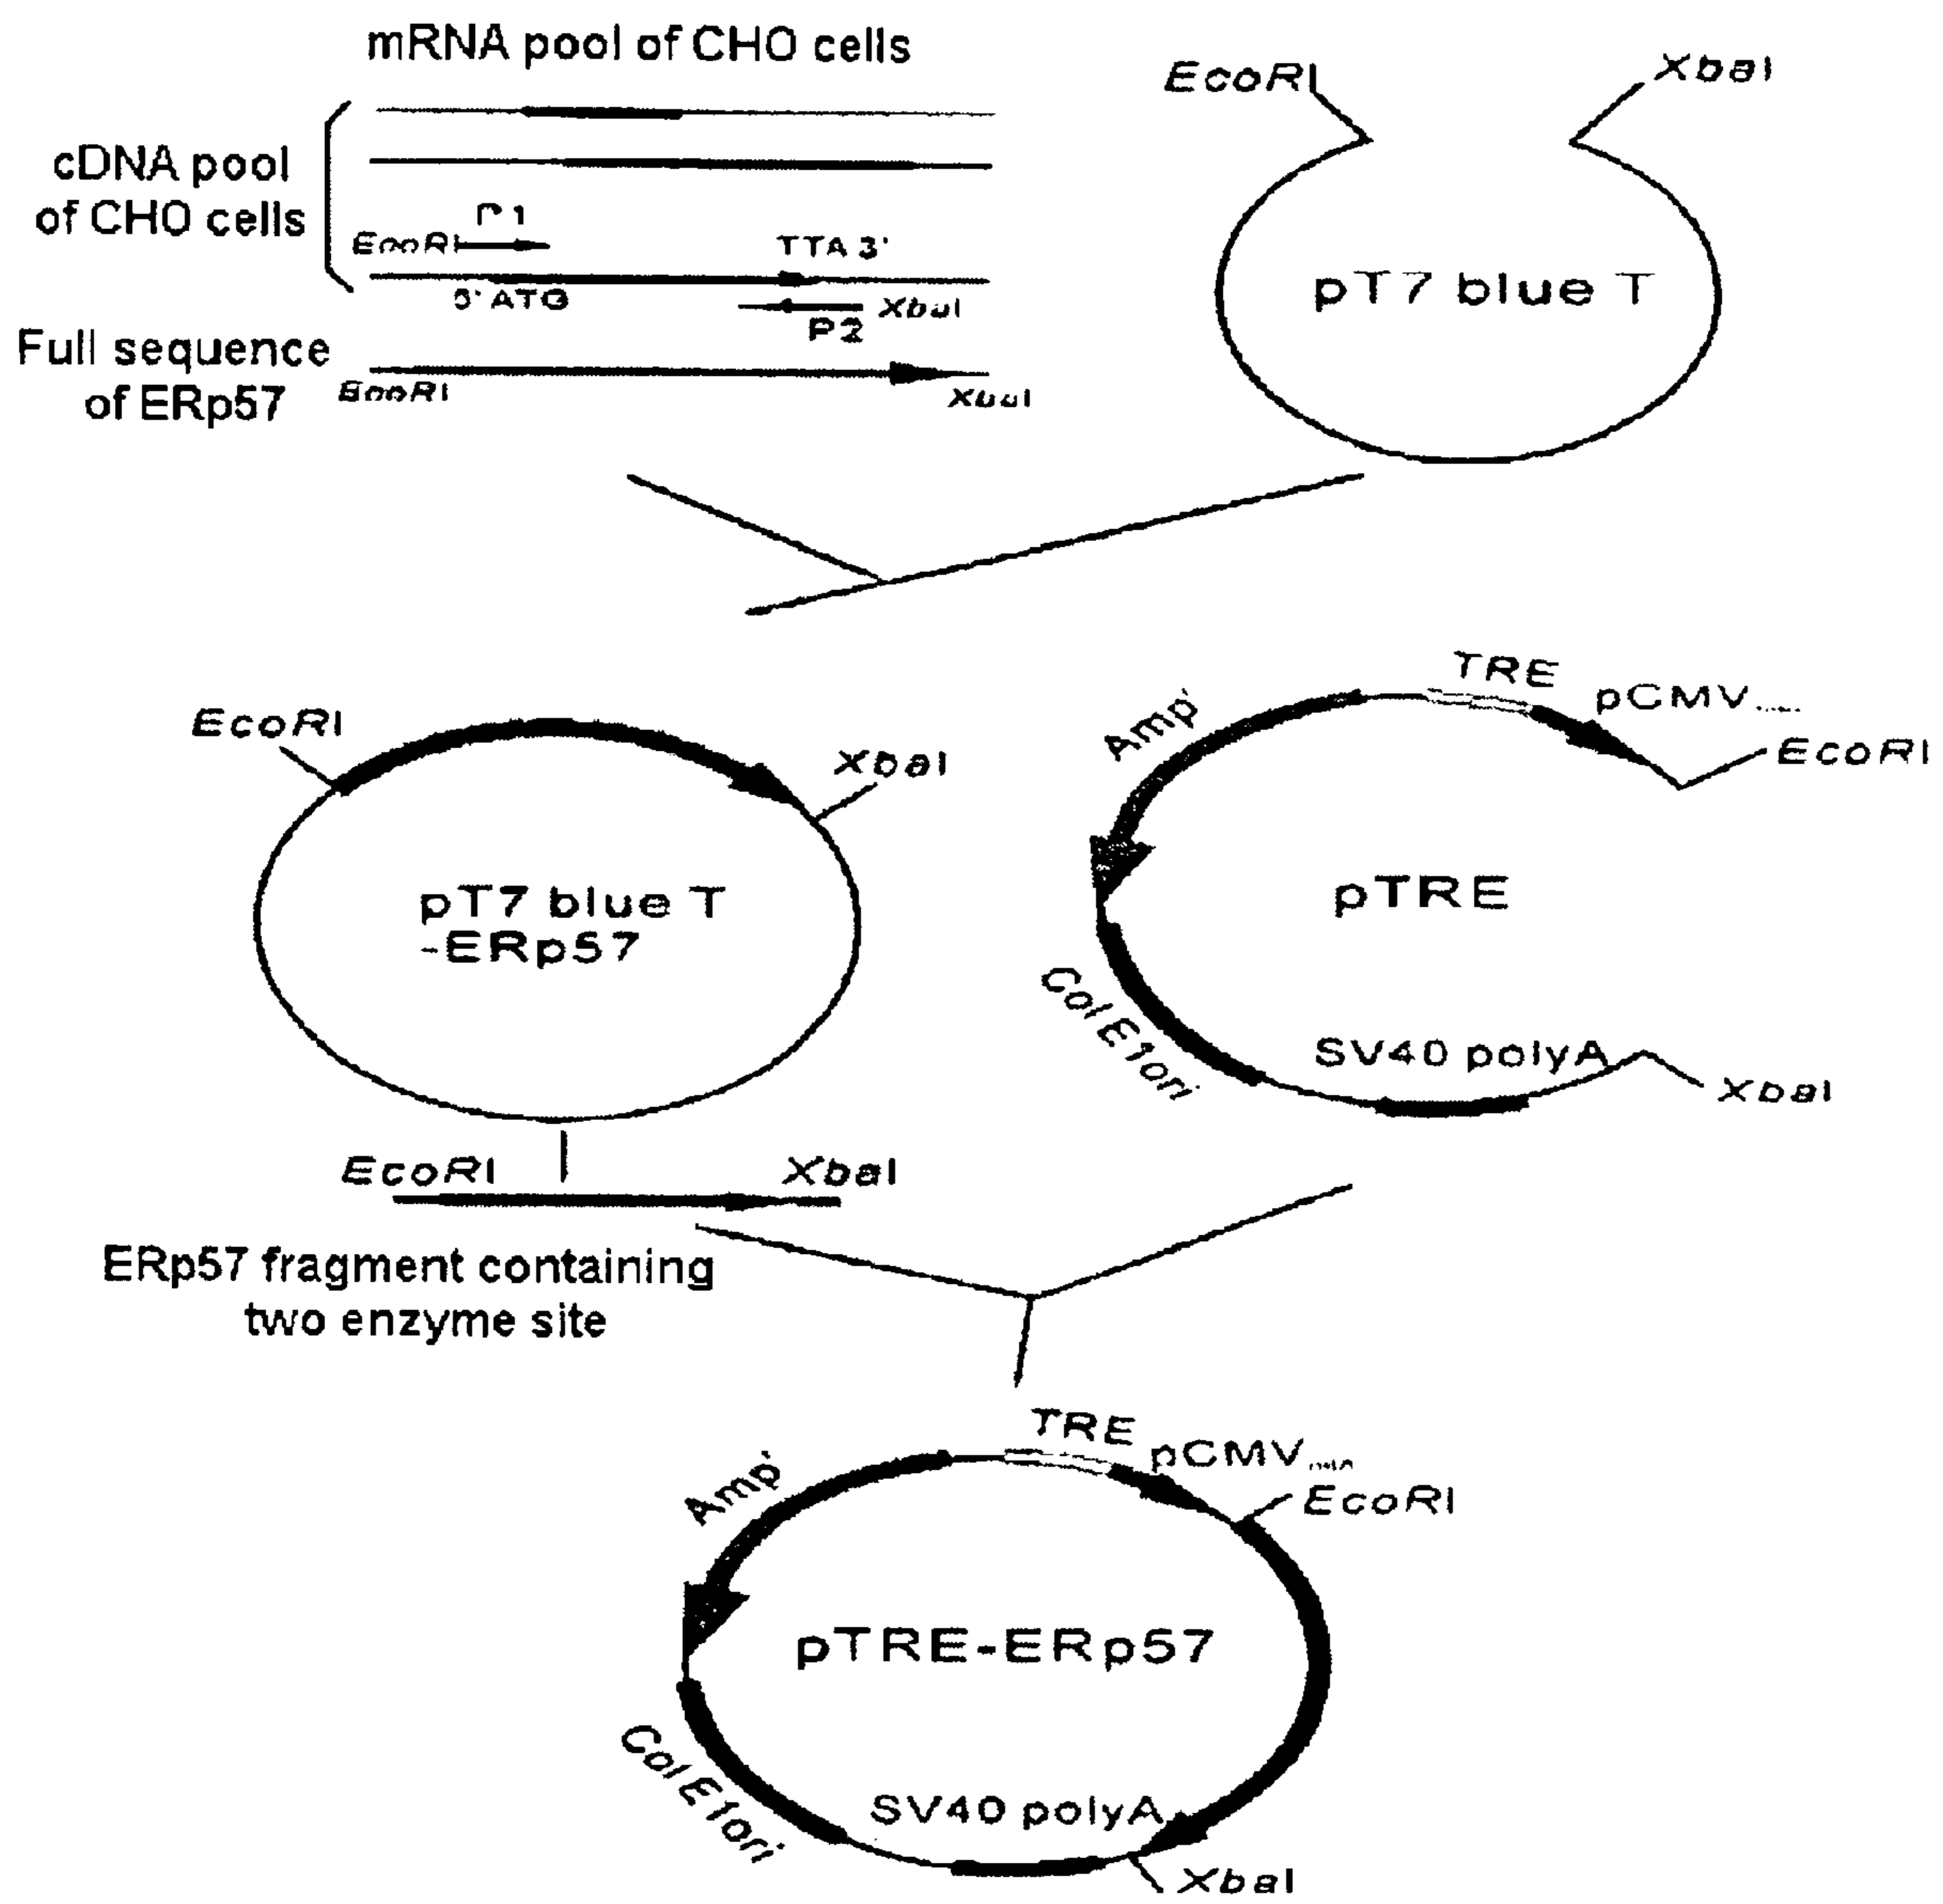 mRNA pool of CHO cells
cDNA pool
of CHO cells
EcoRI
TTA 3'
5' ATG
XbaI
P2
Full sequence
of ERp57
EcoRI
XbaI
EcoRI
XbaI
pT7 blue T
EcoRI
XbaI
pT7 blue T
-ERp57
TRE
pCMV
Amp
EcoRI
pTRE
ColE1ori
SV40 polyA
XbaI
EcoRI
XbaI
ERp57 fragment containing
two enzyme site
TRE
pCMV
Amp
EcoRI
pTRE-ERp57
ColE1ori
SV40 polyA
XbaI